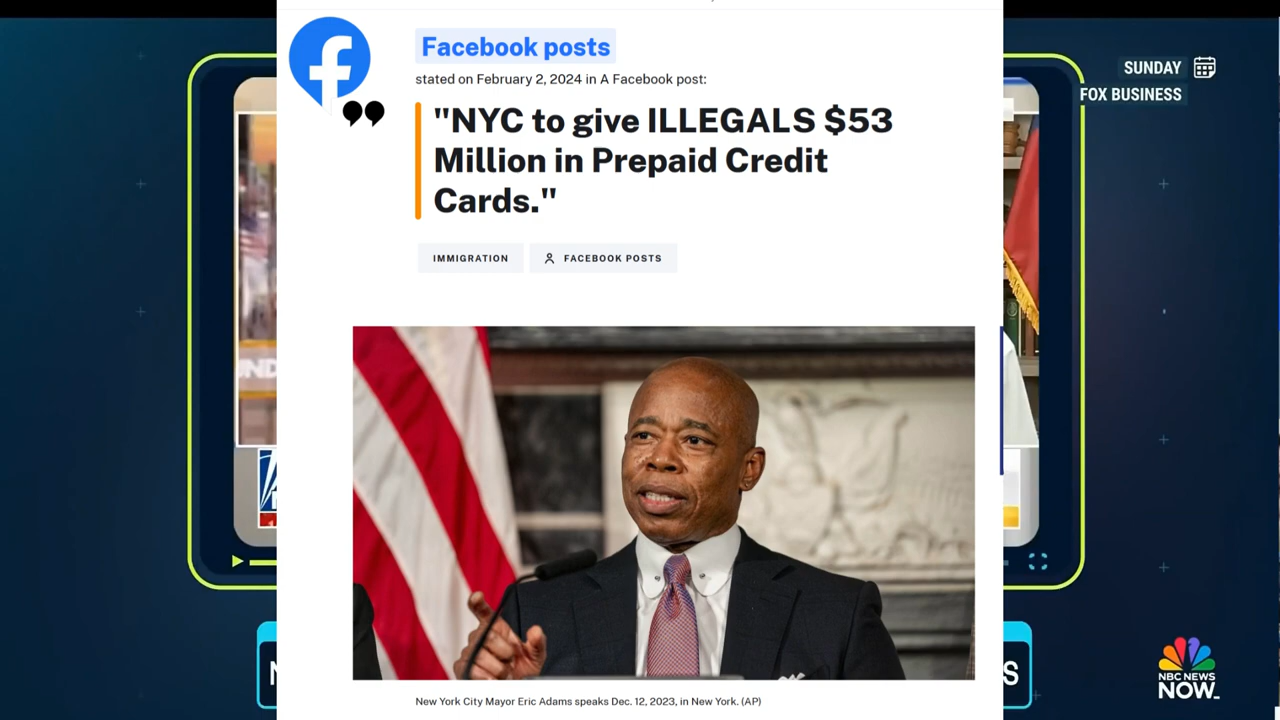 Facebook posts
stated on February 2, 2024 in A Facebook post:
"NYC to give ILLEGALS $53
Million in Prepaid Credit
Cards."
IMMIGRATION
FACEBOOK POSTS
New York City Mayor Eric Adams speaks Dec. 12, 2023, in New York. (AP)
SUNDAY
FOX BUSINESS
NBC NEWS
NOW